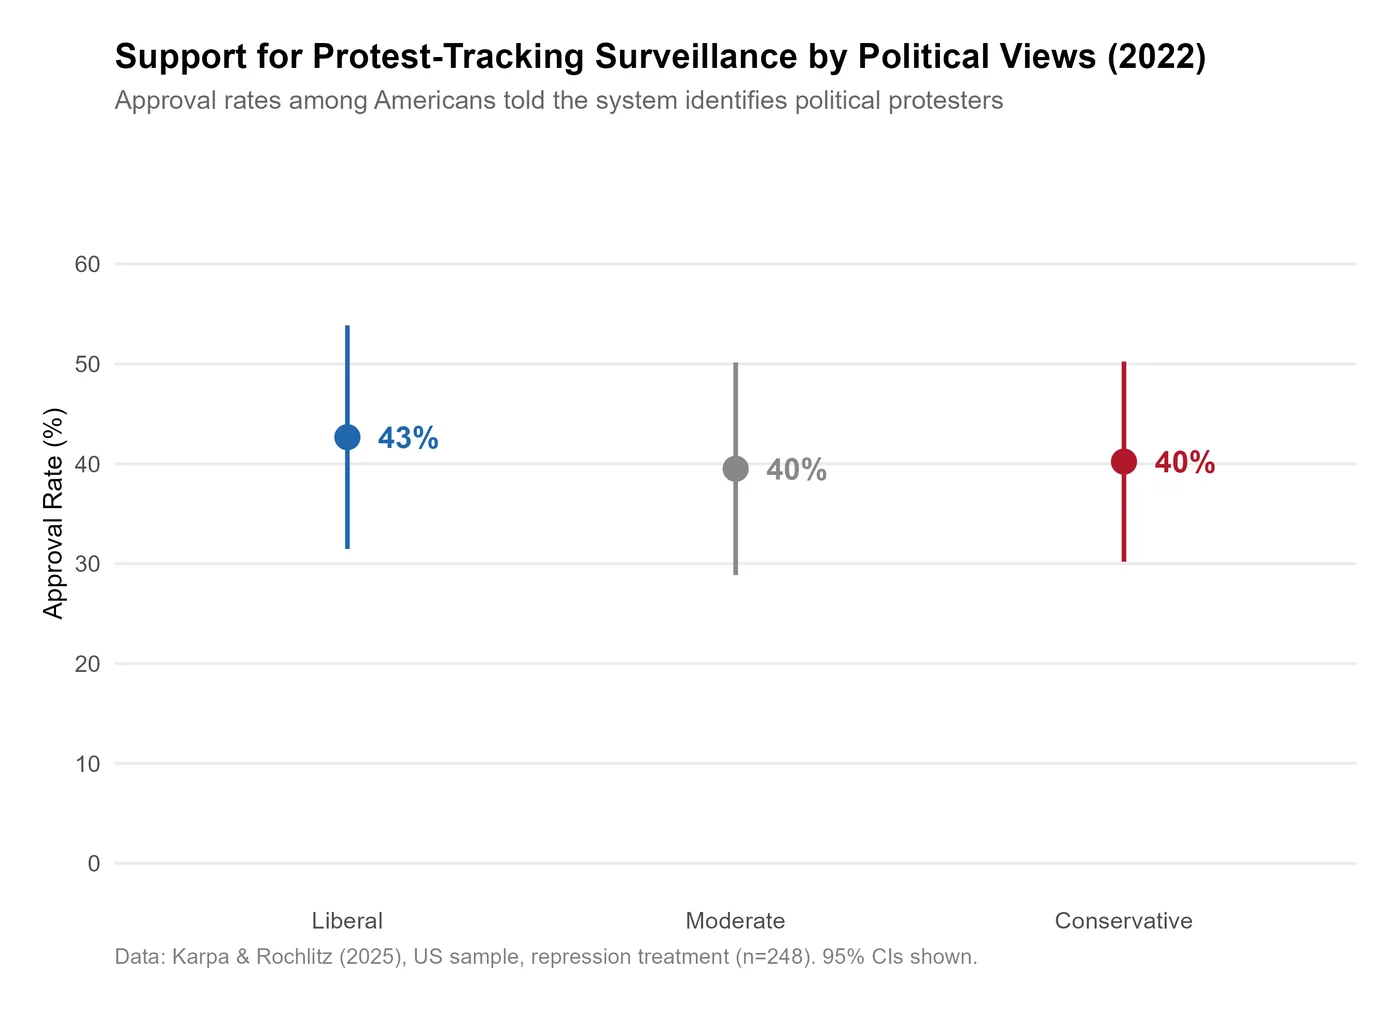 Support for Protest-Tracking Surveillance by Political Views (2022)
Approval rates among Americans told the system identifies political protesters
Approval Rate (%)
60
50
40
30
20
10
0
43%
40%
40%
Liberal
Moderate
Conservative
Data: Karpa & Rochlitz (2025), US sample, repression treatment (n=248). 95% CIs shown.